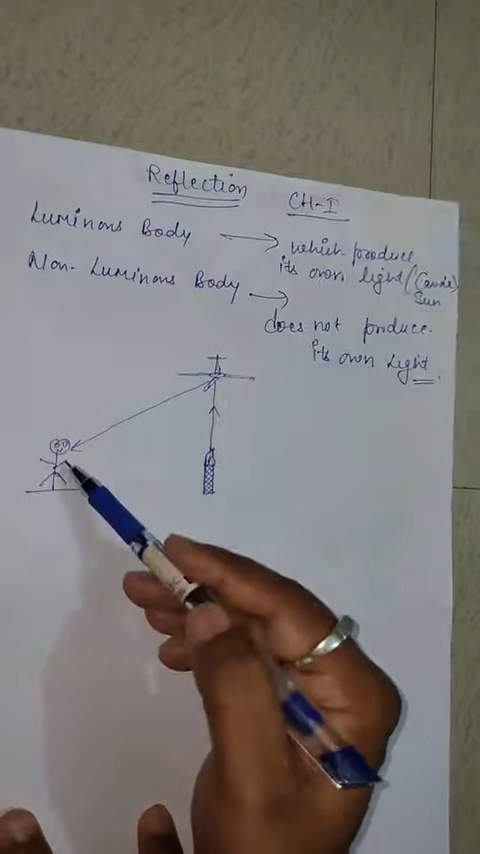 Reflection CH-I
Luminous Body → which produce
its own light (Candle)
Sun
Non-Luminous Body →
does not produce
its own light.